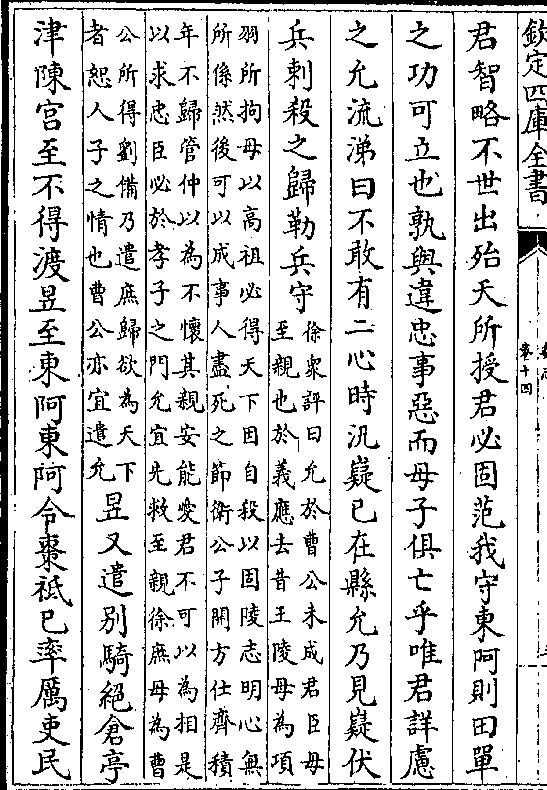 欽定四庫全書
卷十四
君智略不世出殆天所授君必固范我守東阿則田單
之功可立也孰與違忠事惡而母子俱亡乎唯君詳慮
之允流涕曰不敢有二心時汎嶷已在縣允乃見嶷伏
兵刺殺之歸勒兵守
徐衆評曰允於曹公未成君臣母
至親也於義應去昔王陵母為項
羽所拘母以高祖必得天下因自殺以固陵志明心無
所係然後可以成事人盡死之節衛公子開方仕齊積
年不歸管仲以為不懷其親安能愛君不可以為相是
以求忠臣必於孝子之門允宜先救至親徐庶母為曹
公所得劉備乃遣庶歸欲為天下
者恕人子之情也曹公亦宜遣允
昱又遣別騎絕倉亭
津陳宮至不得渡昱至東阿東阿令棗祗已率厲吏民